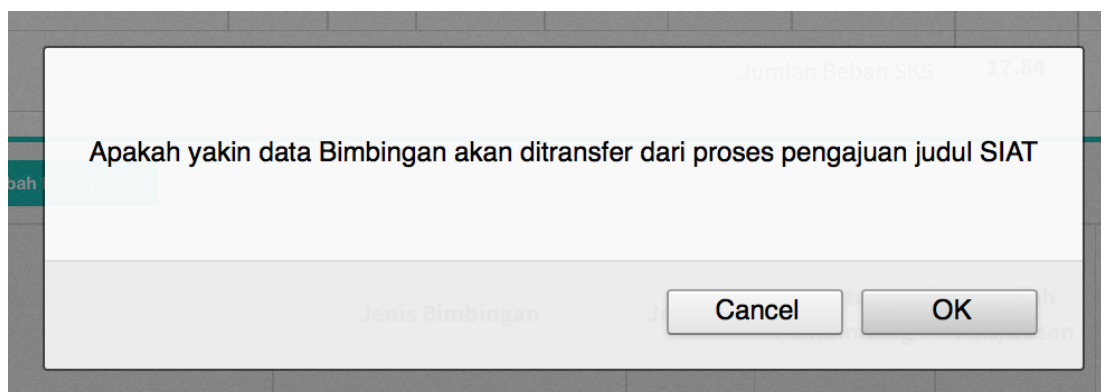 Jumlah Beban SKS 17.84
Apakah yakin data Bimbingan akan ditransfer dari proses pengajuan judul SIAT
bah
Jenis Bimbingan
Cancel OK